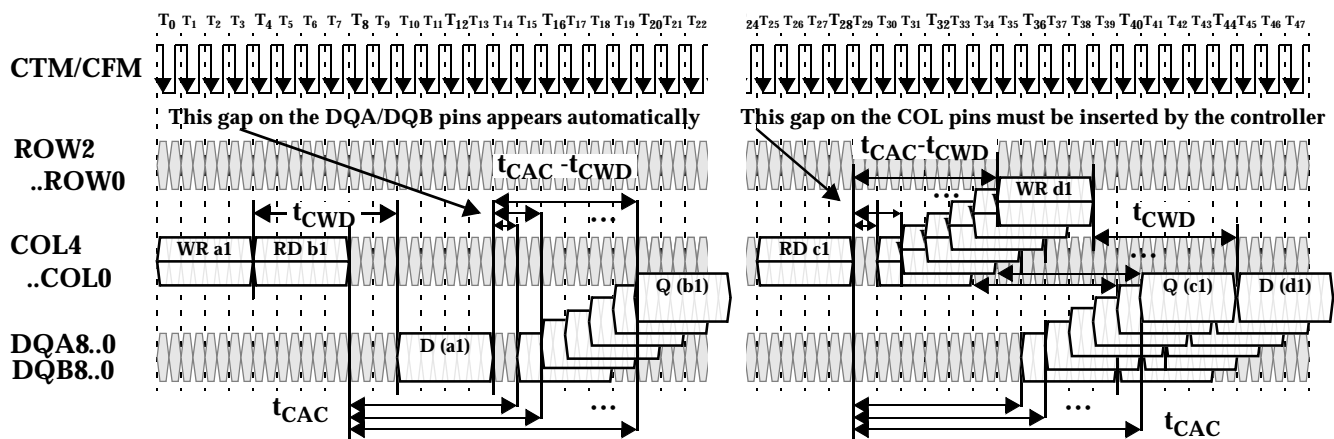 T0 T1 T2 T3 T4 T5 T6 T7 T8 T9 T10 T11 T12 T13 T14 T15 T16 T17 T18 T19 T20 T21 T22
24 T25 T26 T27 T28 T29 T30 T31 T32 T33 T34 T35 T36 T37 T38 T39 T40 T41 T42 T43 T44 T45 T46 T47
CTM/CFM
This gap on the DQA/DQB pins appears automatically
This gap on the COL pins must be inserted by the controller
ROW2
..ROW0
tCAC -tCWD
tCAC-tCWD
...
WR d1
tCWD
...
tCWD
COL4
..COL0
WR a1
RD b1
RD c1
...
Q (b1)
Q (c1)
D (d1)
DQA8..0
DQB8..0
D (a1)
tCAC
...
...
tCAC